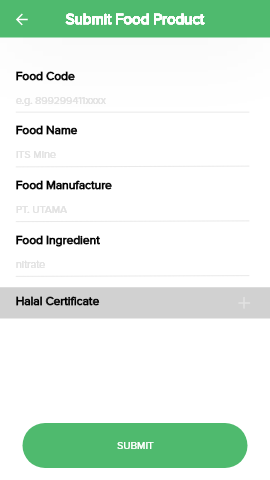 Submit Food Product
Food Code
e.g. 899299411xxxx
Food Name
ITS Mine
Food Manufacture
PT. UTAMA
Food Ingredient
nitrate
Halal Certificate
SUBMIT